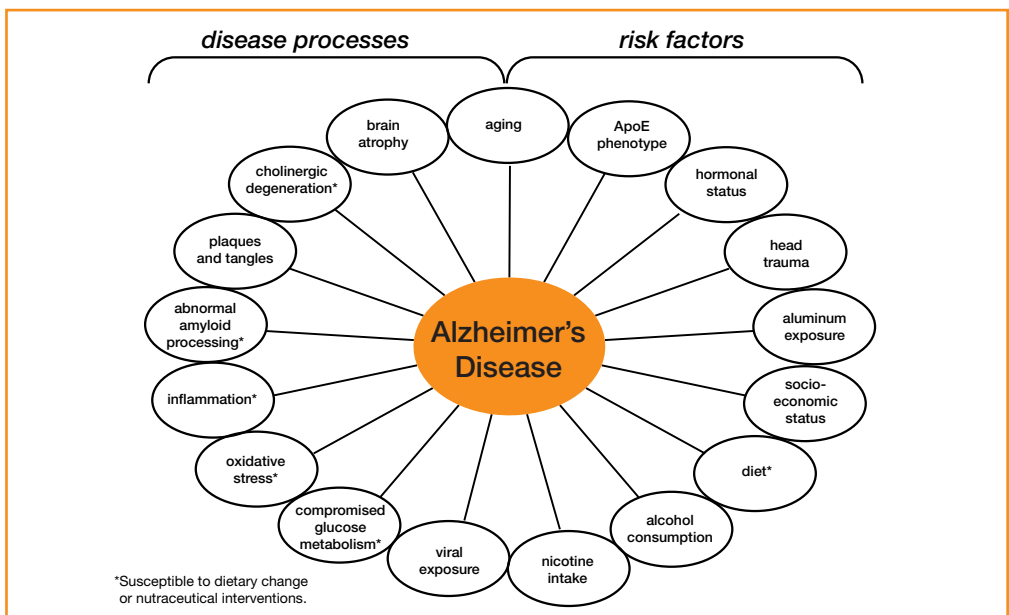 disease processes
risk factors
aging
brain
atrophy
ApoE
phenotype
cholinergic
degeneration*
hormonal
status
plaques
and tangles
head
trauma
abnormal
amyloid
processing*
aluminum
exposure
Alzheimer's
Disease
inflammation*
socio-
economic
status
oxidative
stress*
diet*
compromised
glucose
metabolism*
alcohol
consumption
viral
exposure
nicotine
intake
*Susceptible to dietary change
or nutraceutical interventions.